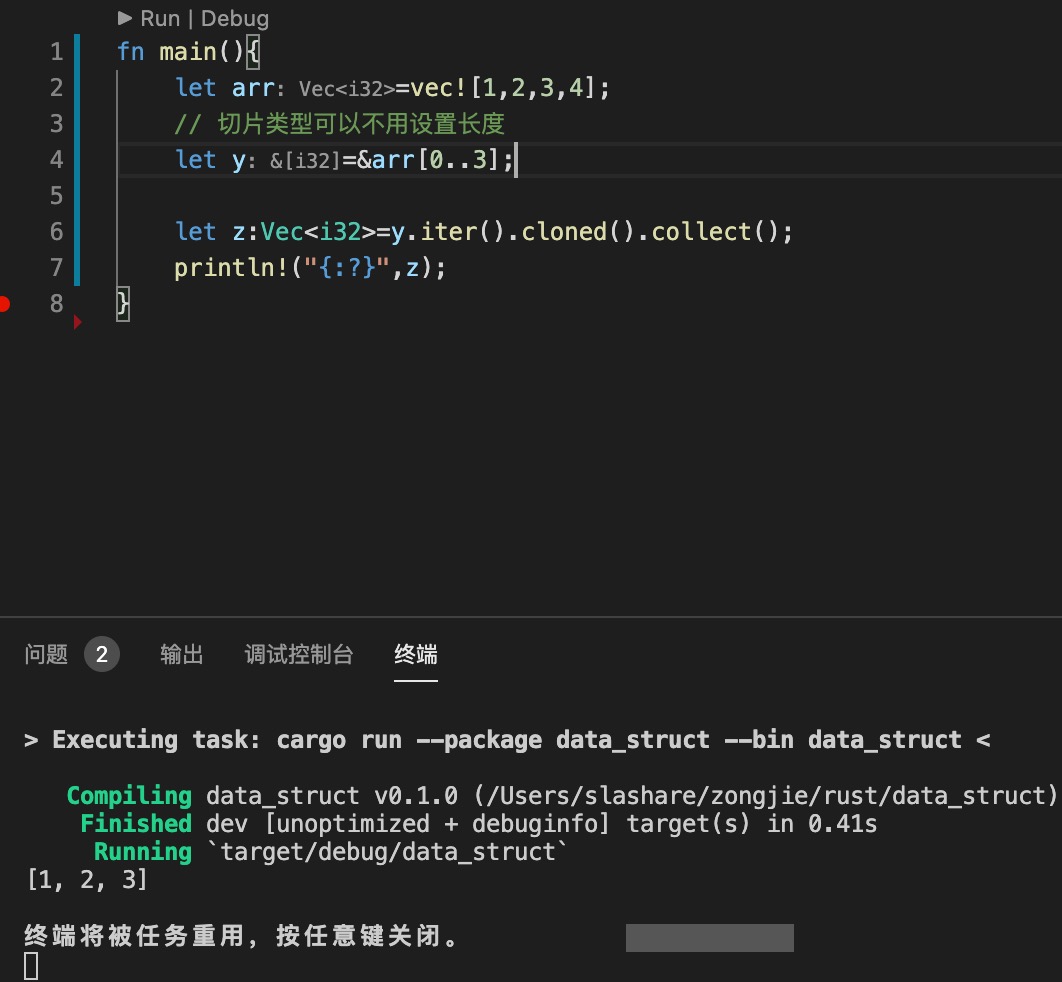 ▶ Run | Debug
1 fn main(){
2 let arr: Vec<i32>=vec![1,2,3,4];
3 // 切片类型可以不用设置长度
4 let y: &[i32]=&arr[0..3];
5
6 let z:Vec<i32>=y.iter().cloned().collect();
7 println!("{:?}",z);
8 }
问题 2 输出 调试控制台 终端
> Executing task: cargo run --package data_struct --bin data_struct <
Compiling data_struct v0.1.0 (/Users/slashare/zongjie/rust/data_struct)
Finished dev [unoptimized + debuginfo] target(s) in 0.41s
Running `target/debug/data_struct`
[1, 2, 3]
终端将被任务重用，按任意键关闭。